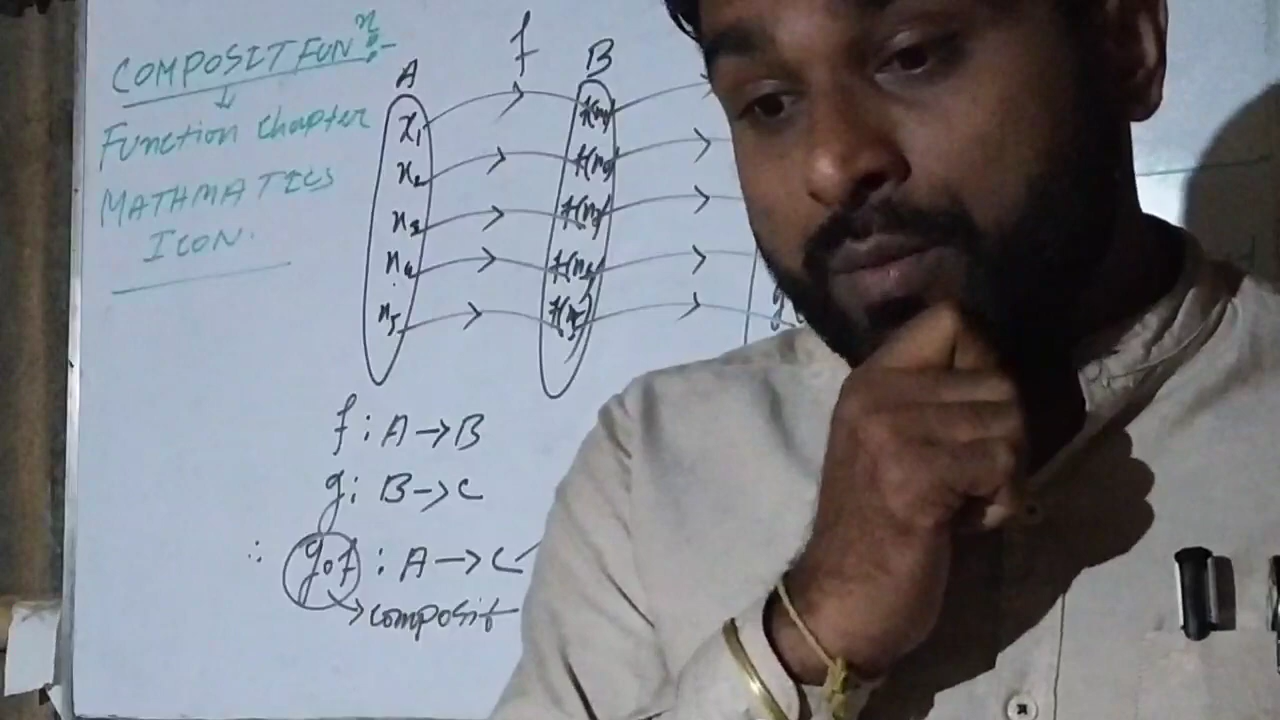 COMPOSIT FUNⁿ:-
Function chapter
MATHMATICS
ICON.
f
A
B
x₁
x₂
x₃
x₄
x₅
f(x₁)
f(x₂)
f(x₃)
f(x₄)
f(x₅)
g
f : A → B
g : B → C
∴ gof : A → C
composit